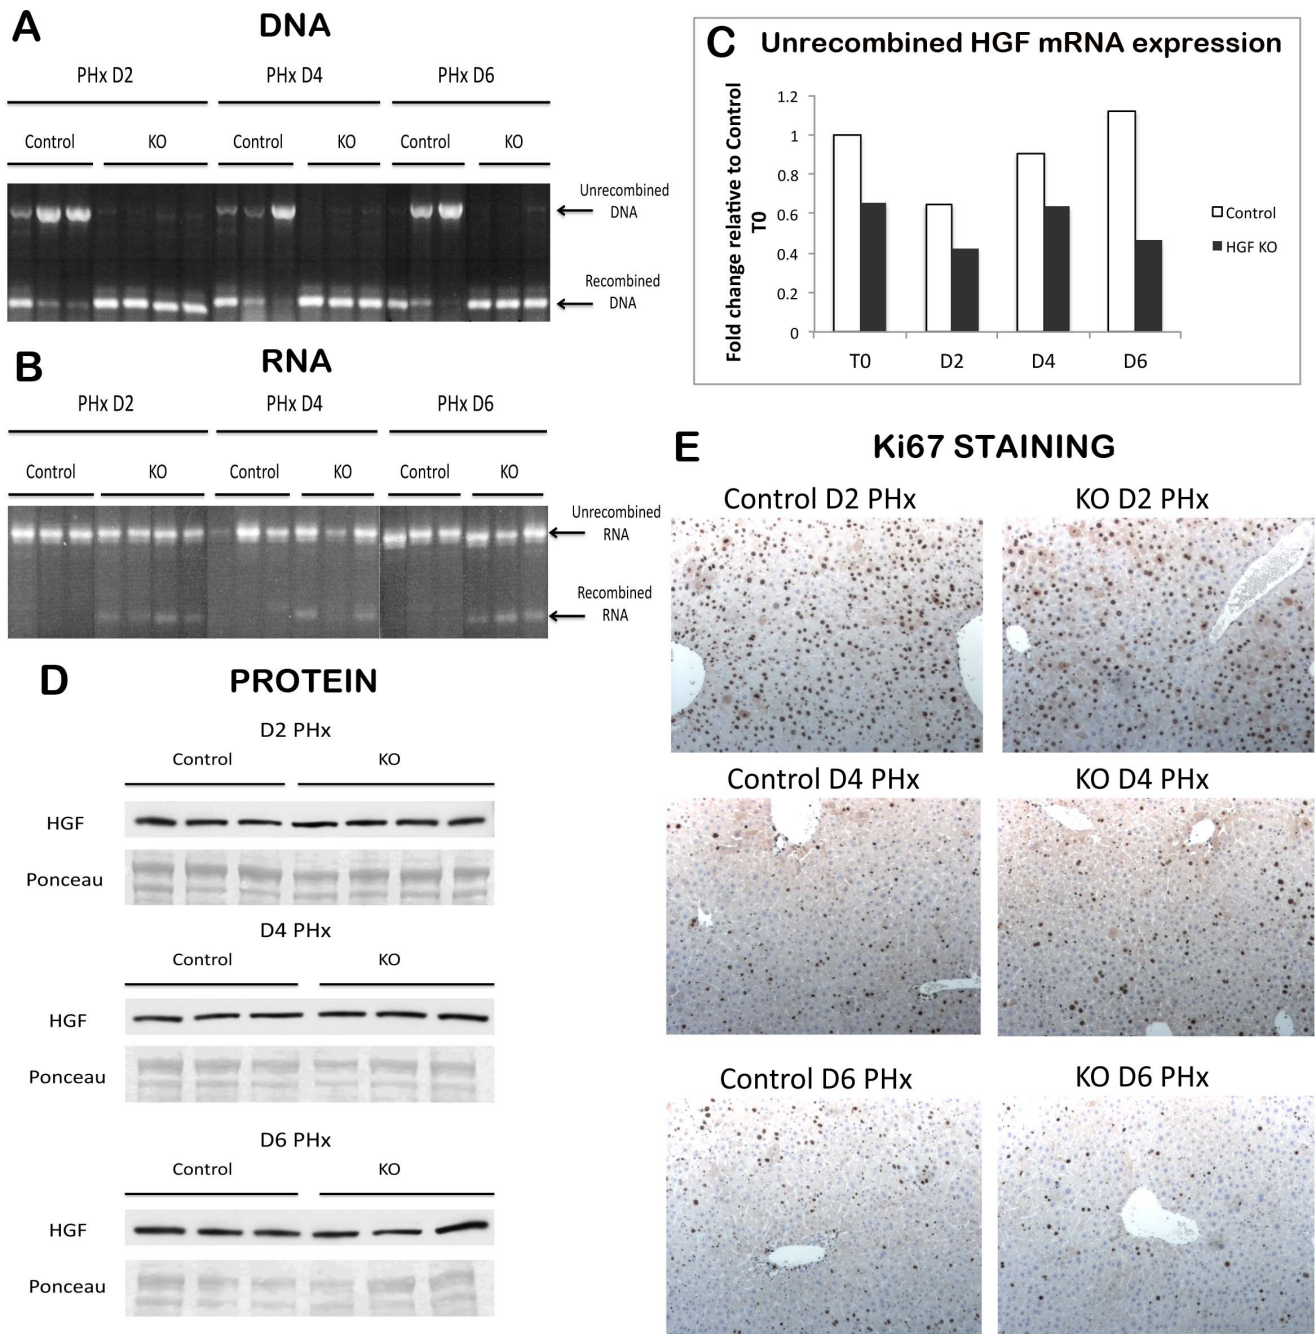 A DNA
PHx D2 PHx D4 PHx D6
Control KO Control KO Control KO
Unrecombined
DNA
Recombined
DNA
B RNA
PHx D2 PHx D4 PHx D6
Control KO Control KO Control KO
Unrecombined
RNA
Recombined
RNA
C Unrecombined HGF mRNA expression
Fold change relative to Control
T0
1.2
1
0.8
0.6
0.4
0.2
0
T0 D2 D4 D6
Control
HGF KO
D PROTEIN
D2 PHx
Control KO
HGF
Ponceau
D4 PHx
Control KO
HGF
Ponceau
D6 PHx
Control KO
HGF
Ponceau
E Ki67 STAINING
Control D2 PHx KO D2 PHx
Control D4 PHx KO D4 PHx
Control D6 PHx KO D6 PHx